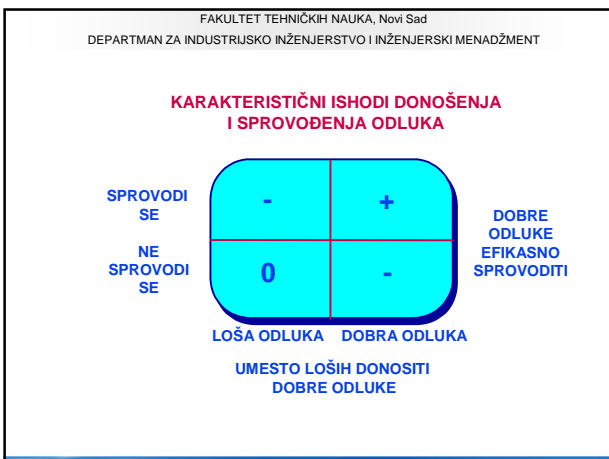 FAKULTET TEHNIČKIH NAUKA, Novi Sad
DEPARTMAN ZA INDUSTRIJSKO INŽENJERSTVO I INŽENJERSKI MENADŽMENT
KARAKTERISTIČNI ISHODI DONOŠENJA
I SPROVOĐENJA ODLUKA
SPROVODI
SE
-
+
NE
SPROVODI
SE
0
-
DOBRE
ODLUKE
EFIKASNO
SPROVODITI
LOŠA ODLUKA
DOBRA ODLUKA
UMESTO LOŠIH DONOSITI
DOBRE ODLUKE